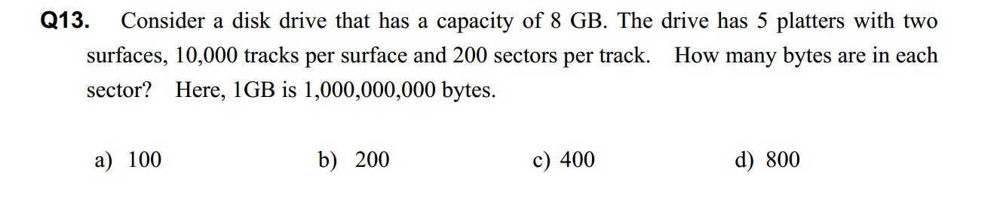 Q13. Consider a disk drive that has a capacity of 8 GB. The drive has 5 platters with two
surfaces, 10,000 tracks per surface and 200 sectors per track. How many bytes are in each
sector? Here, 1GB is 1,000,000,000 bytes.
a) 100 b) 200 c) 400 d) 800